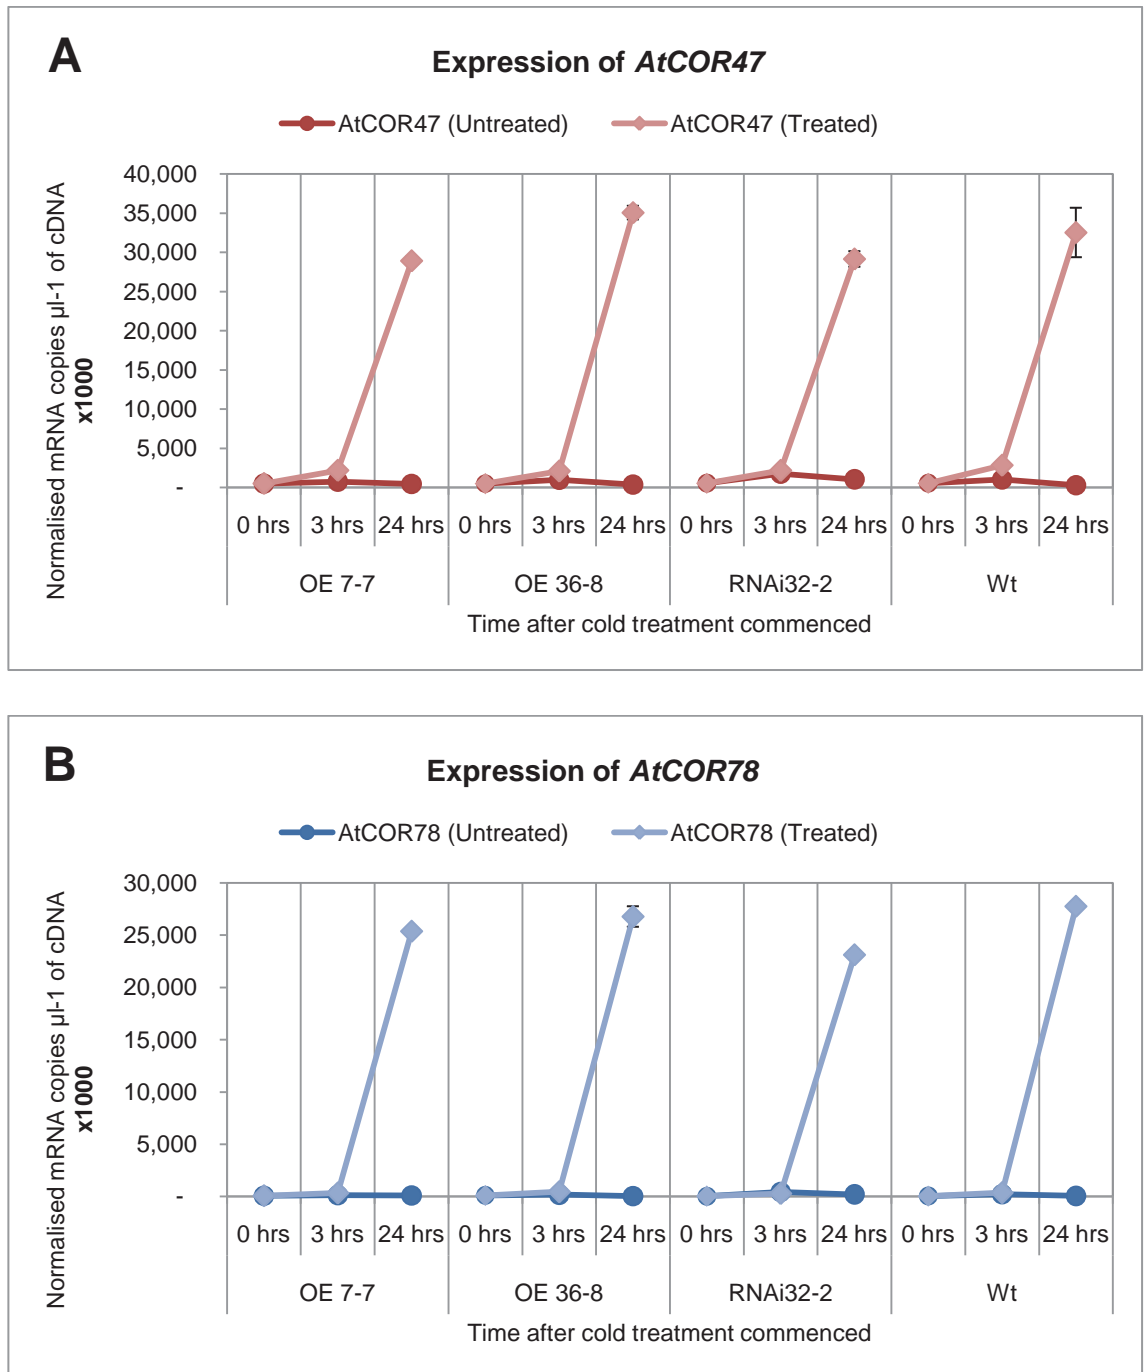 A
Expression of AtCOR47
AtCOR47 (Untreated) AtCOR47 (Treated)
Normalised mRNA copies µl-1 of cDNA
x1000
40,000
35,000
30,000
25,000
20,000
15,000
10,000
5,000
-
0 hrs 3 hrs 24 hrs 0 hrs 3 hrs 24 hrs 0 hrs 3 hrs 24 hrs 0 hrs 3 hrs 24 hrs
OE 7-7 OE 36-8 RNAi32-2 Wt
Time after cold treatment commenced
B
Expression of AtCOR78
AtCOR78 (Untreated) AtCOR78 (Treated)
Normalised mRNA copies µl-1 of cDNA
x1000
30,000
25,000
20,000
15,000
10,000
5,000
-
0 hrs 3 hrs 24 hrs 0 hrs 3 hrs 24 hrs 0 hrs 3 hrs 24 hrs 0 hrs 3 hrs 24 hrs
OE 7-7 OE 36-8 RNAi32-2 Wt
Time after cold treatment commenced